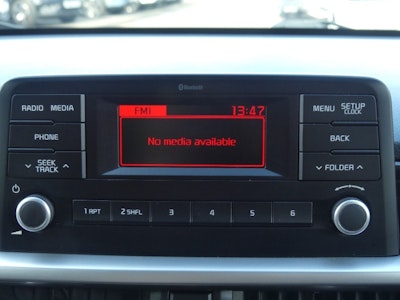 Bluetooth
RADIO MEDIA
PHONE
SEEK
TRACK
FM1 13:47
No media available
MENU SETUP
CLOCK
BACK
FOLDER
1 RPT 2 SHFL 3 4 5 6